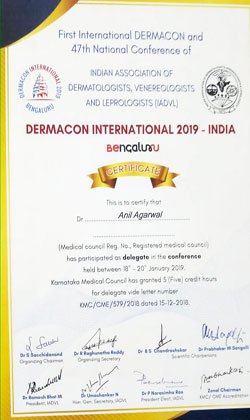 First International DERMACON and
47th National Conference of
INDIAN ASSOCIATION OF
DERMATOLOGISTS, VENEREOLOGISTS
AND LEPROLOGISTS (IADVL)
DERMACON INTERNATIONAL 2019
BENGALURU
DERMACON INTERNATIONAL 2019 - INDIA
Bengaluru
CERTIFICATE
This is to certify that
Dr Anil Agarwal
(Medical council Reg. No., Registered medical council)
has participated as delegate in the conference
held between 18th - 20th January 2019.
Karnataka Medical Council has granted 5 (Five) credit hours
for delegate vide letter number
KMC/CME/579/2018 dated 15-12-2018.
Dr S Sacchidanand
Organizing Chairman
Dr R Raghunatha Reddy
Organizing Secretary
Dr B S Chandrashekar
Dr Prabhakar M Sangolli
Scientific Chairpersons
Dr Ramesh Bhat M
President, IADVL
Dr Umashankar N
Hon. Gen. Secretary, IADVL
Dr P Narasimha Rao
President Elect, IADVL
Zonal Chairman
KMC/ CME Accreditation